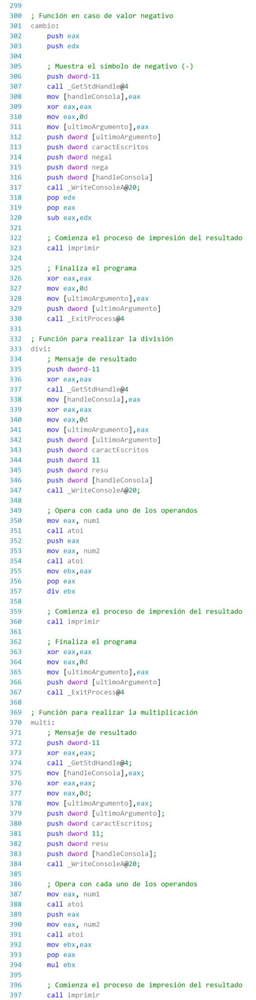 299
300 ; Función en caso de valor negativo
301 cambio:
302 push eax
303 push edx
304
305 ; Muestra el símbolo de negativo (-)
306 push dword-11
307 call _GetStdHandle@4
308 mov [handleConsola],eax
309 xor eax,eax
310 mov eax,0d
311 mov [ultimoArgumento],eax
312 push dword [ultimoArgumento]
313 push dword caractEscritos
314 push dword negal
315 push dword nega
316 push dword [handleConsola]
317 call _WriteConsoleA@20;
318 pop edx
319 pop eax
320 sub eax,edx
321
322 ; Comienza el proceso de impresión del resultado
323 call imprimir
324
325 ; Finaliza el programa
326 xor eax,eax
327 mov eax,0d
328 mov [ultimoArgumento],eax
329 push dword [ultimoArgumento]
330 call _ExitProcess@4
331
332 ; Función para realizar la división
333 divi:
334 ; Mensaje de resultado
335 push dword-11
336 xor eax,eax
337 call _GetStdHandle@4
338 mov [handleConsola],eax
339 xor eax,eax
340 mov eax,0d
341 mov [ultimoArgumento],eax
342 push dword [ultimoArgumento]
343 push dword caractEscritos
344 push dword 11
345 push dword resu
346 push dword [handleConsola]
347 call _WriteConsoleA@20;
348
349 ; Opera con cada uno de los operandos
350 mov eax, num1
351 call atoi
352 push eax
353 mov eax, num2
354 call atoi
355 mov ebx,eax
356 pop eax
357 div ebx
358
359 ; Comienza el proceso de impresión del resultado
360 call imprimir
361
362 ; Finaliza el programa
363 xor eax,eax
364 mov eax,0d
365 mov [ultimoArgumento],eax
366 push dword [ultimoArgumento]
367 call _ExitProcess@4
368
369 ; Función para realizar la multiplicación
370 multi:
371 ; Mensaje de resultado
372 push dword-11
373 xor eax,eax;
374 call _GetStdHandle@4;
375 mov [handleConsola],eax;
376 xor eax,eax;
377 mov eax,0d;
378 mov [ultimoArgumento],eax;
379 push dword [ultimoArgumento];
380 push dword caractEscritos;
381 push dword 11;
382 push dword resu
383 push dword [handleConsola];
384 call _WriteConsoleA@20;
385
386 ; Opera con cada uno de los operandos
387 mov eax, num1
388 call atoi
389 push eax
390 mov eax, num2
391 call atoi
392 mov ebx,eax
393 pop eax
394 mul ebx
395
396 ; Comienza el proceso de impresión del resultado
397 call imprimir